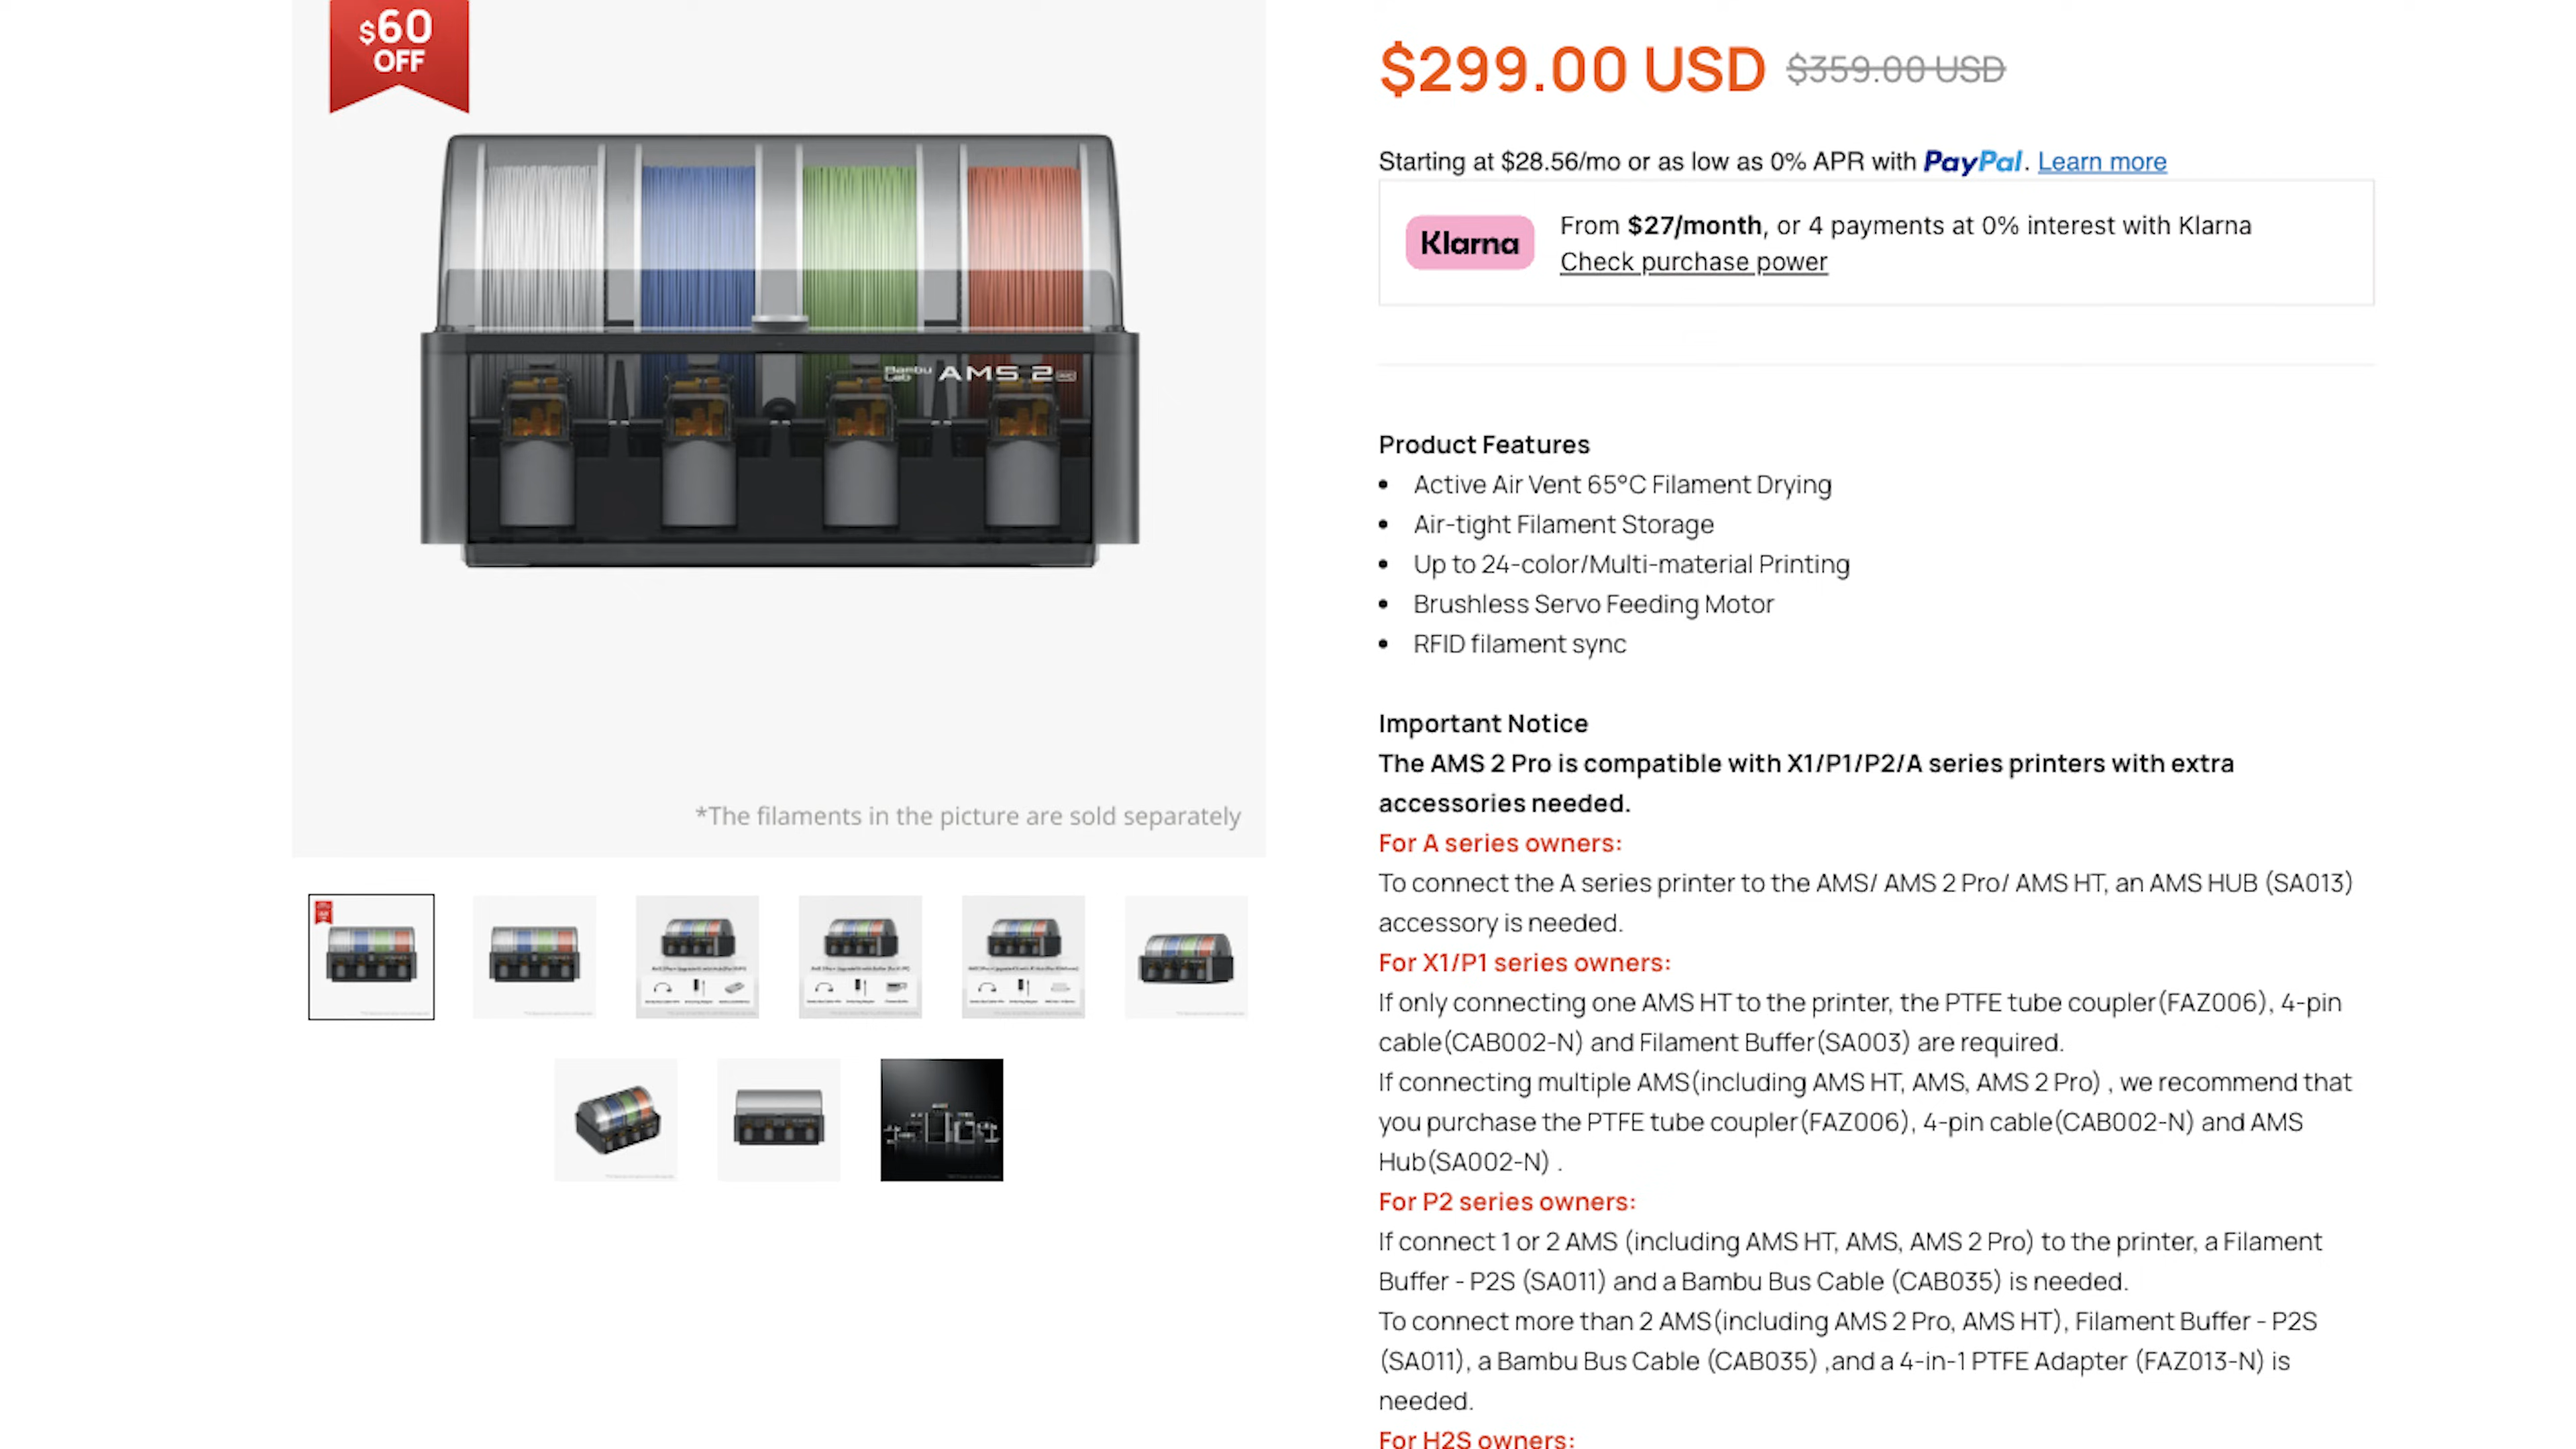 $60
OFF
Bambu
Lab AMS 2
*The filaments in the picture are sold separately
$299.00 USD $359.00 USD
Starting at $28.56/mo or as low as 0% APR with PayPal. Learn more
Klarna
From $27/month, or 4 payments at 0% interest with Klarna
Check purchase power
Product Features
• Active Air Vent 65°C Filament Drying
• Air-tight Filament Storage
• Up to 24-color/Multi-material Printing
• Brushless Servo Feeding Motor
• RFID filament sync
Important Notice
The AMS 2 Pro is compatible with X1/P1/P2/A series printers with extra
accessories needed.
For A series owners:
To connect the A series printer to the AMS/ AMS 2 Pro/ AMS HT, an AMS HUB (SA013)
accessory is needed.
For X1/P1 series owners:
If only connecting one AMS HT to the printer, the PTFE tube coupler(FAZ006), 4-pin
cable(CAB002-N) and Filament Buffer(SA003) are required.
If connecting multiple AMS(including AMS HT, AMS, AMS 2 Pro) , we recommend that
you purchase the PTFE tube coupler(FAZ006), 4-pin cable(CAB002-N) and AMS
Hub(SA002-N) .
For P2 series owners:
If connect 1 or 2 AMS (including AMS HT, AMS, AMS 2 Pro) to the printer, a Filament
Buffer - P2S (SA011) and a Bambu Bus Cable (CAB035) is needed.
To connect more than 2 AMS(including AMS 2 Pro, AMS HT), Filament Buffer - P2S
(SA011), a Bambu Bus Cable (CAB035) ,and a 4-in-1 PTFE Adapter (FAZ013-N) is
needed.
For H2S owners: